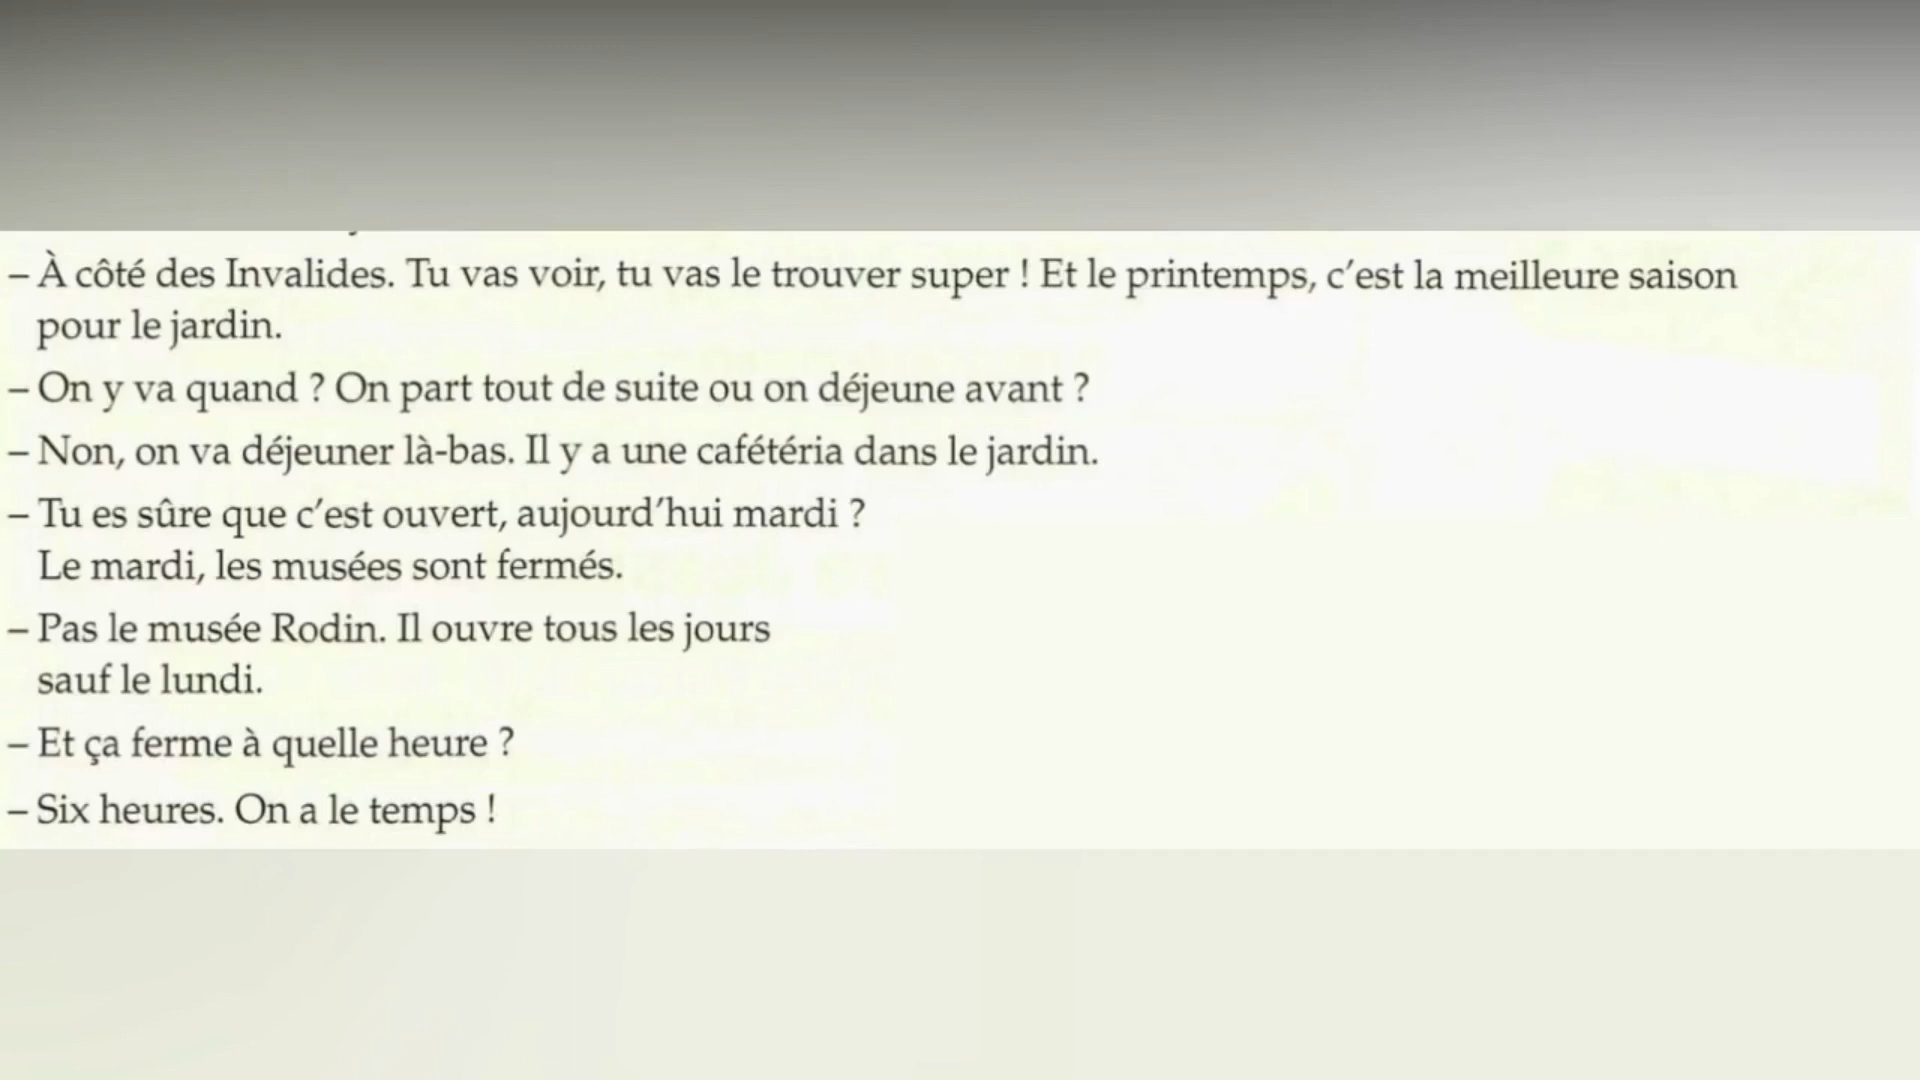 – À côté des Invalides. Tu vas voir, tu vas le trouver super ! Et le printemps, c’est la meilleure saison
pour le jardin.
– On y va quand ? On part tout de suite ou on déjeune avant ?
– Non, on va déjeuner là-bas. Il y a une cafétéria dans le jardin.
– Tu es sûre que c’est ouvert, aujourd’hui mardi ?
Le mardi, les musées sont fermés.
– Pas le musée Rodin. Il ouvre tous les jours
sauf le lundi.
– Et ça ferme à quelle heure ?
– Six heures. On a le temps !